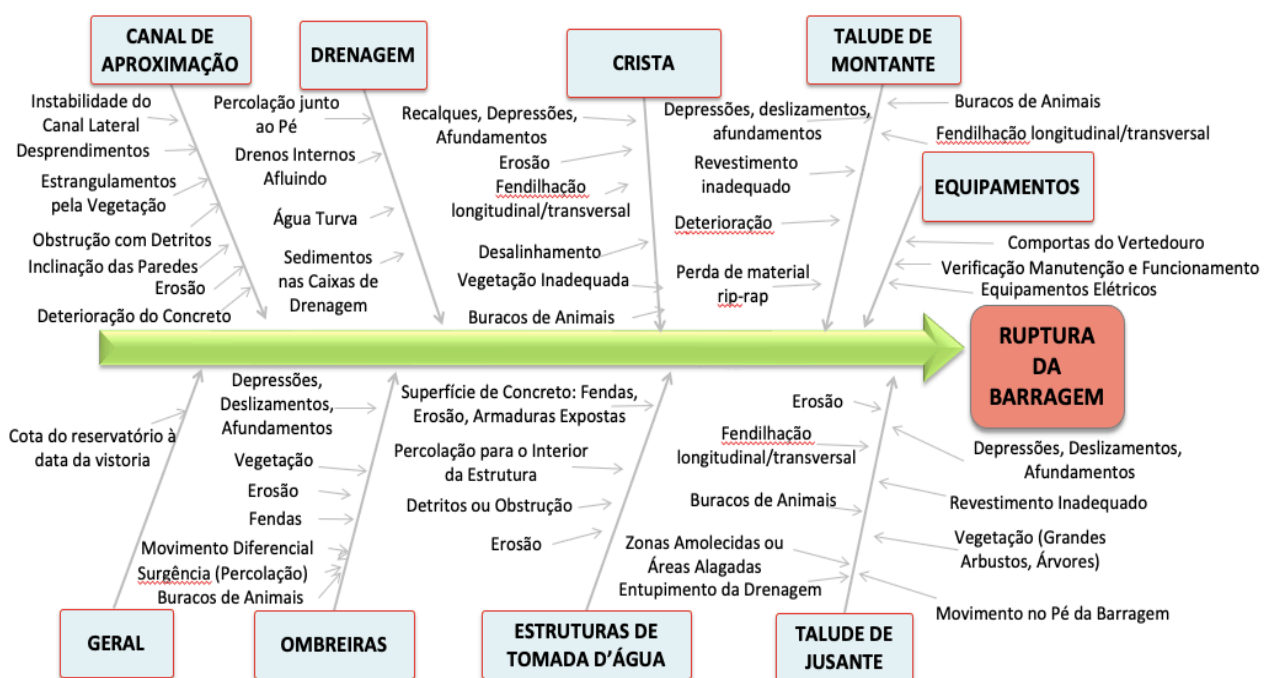 CANAL DE
APROXIMAÇÃO
Instabilidade do
Canal Lateral
Desprendimentos
Estrangulamentos
pela Vegetação
Obstrução com Detritos
Inclinação das Paredes
Erosão
Deterioração do Concreto
DRENAGEM
Percolação junto
ao Pé
Drenos Internos
Afluindo
Água Turva
Sedimentos
nas Caixas de
Drenagem
CRISTA
Recalques, Depressões,
Afundamentos
Erosão
Fendilhação
longitudinal/transversal
Desalinhamento
Vegetação Inadequada
Buracos de Animais
TALUDE DE
MONTANTE
Depressões, deslizamentos,
afundamentos
Revestimento
inadequado
Deterioração
Perda de material
rip-rap
Buracos de Animais
Fendilhação longitudinal/transversal
EQUIPAMENTOS
Comportas do Vertedouro
Verificação Manutenção e Funcionamento
Equipamentos Elétricos
RUPTURA
DA
BARRAGEM
Cota do reservatório à
data da vistoria
GERAL
Depressões,
Deslizamentos,
Afundamentos
Vegetação
Erosão
Fendas
Movimento Diferencial
Surgência (Percolação)
Buracos de Animais
OMBREIRAS
Superfície de Concreto: Fendas,
Erosão, Armaduras Expostas
Percolação para o Interior
da Estrutura
Detritos ou Obstrução
Erosão
ESTRUTURAS DE
TOMADA D’ÁGUA
Erosão
Fendilhação
longitudinal/transversal
Buracos de Animais
Zonas Amolecidas ou
Áreas Alagadas
Entupimento da Drenagem
Depressões, Deslizamentos,
Afundamentos
Revestimento Inadequado
Vegetação (Grandes
Arbustos, Árvores)
Movimento no Pé da Barragem
TALUDE DE
JUSANTE